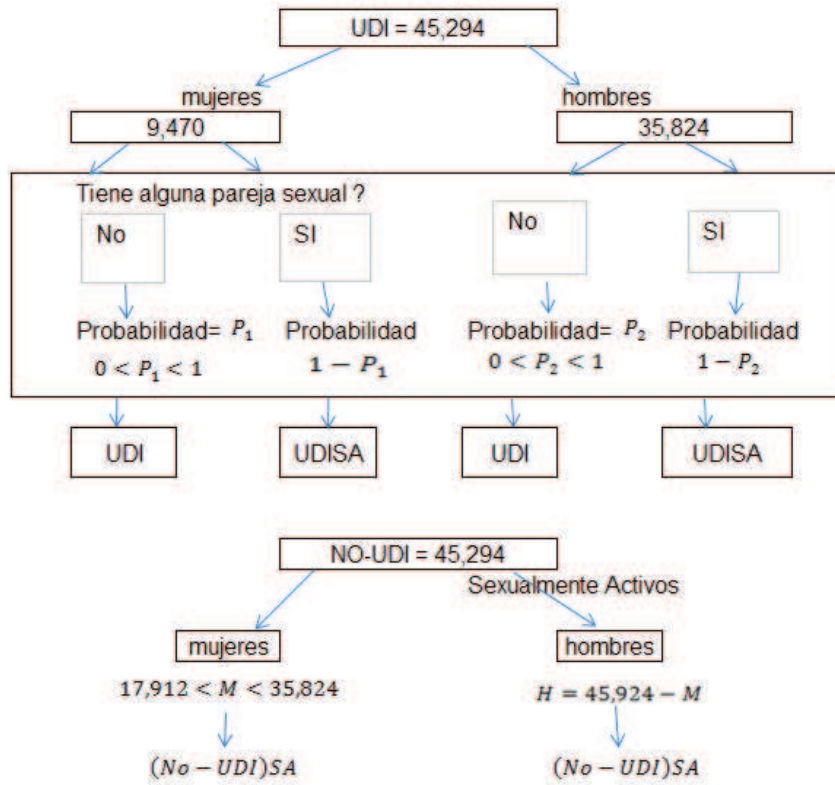 UDI = 45,294
mujeres
hombres
9,470
35,824
Tiene alguna pareja sexual ?
No
SI
No
SI
Probabilidad= P₁
Probabilidad
Probabilidad= P₂
Probabilidad
0 < P₁ < 1
1 − P₁
0 < P₂ < 1
1 − P₂
UDI
UDISA
UDI
UDISA
NO-UDI = 45,294
Sexualmente Activos
mujeres
hombres
17,912 < M < 35,824
H = 45,924 − M
(No − UDI)SA
(No − UDI)SA